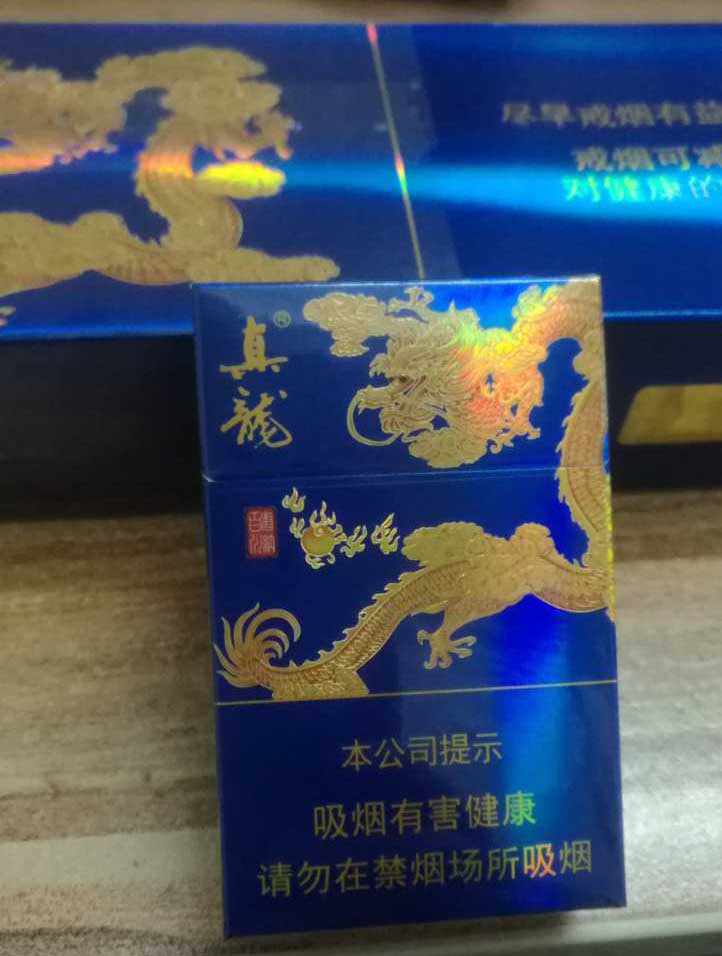 尽早戒烟有益
戒烟可减
对健康的
真龍
®
本公司提示
吸烟有害健康
请勿在禁烟场所吸烟